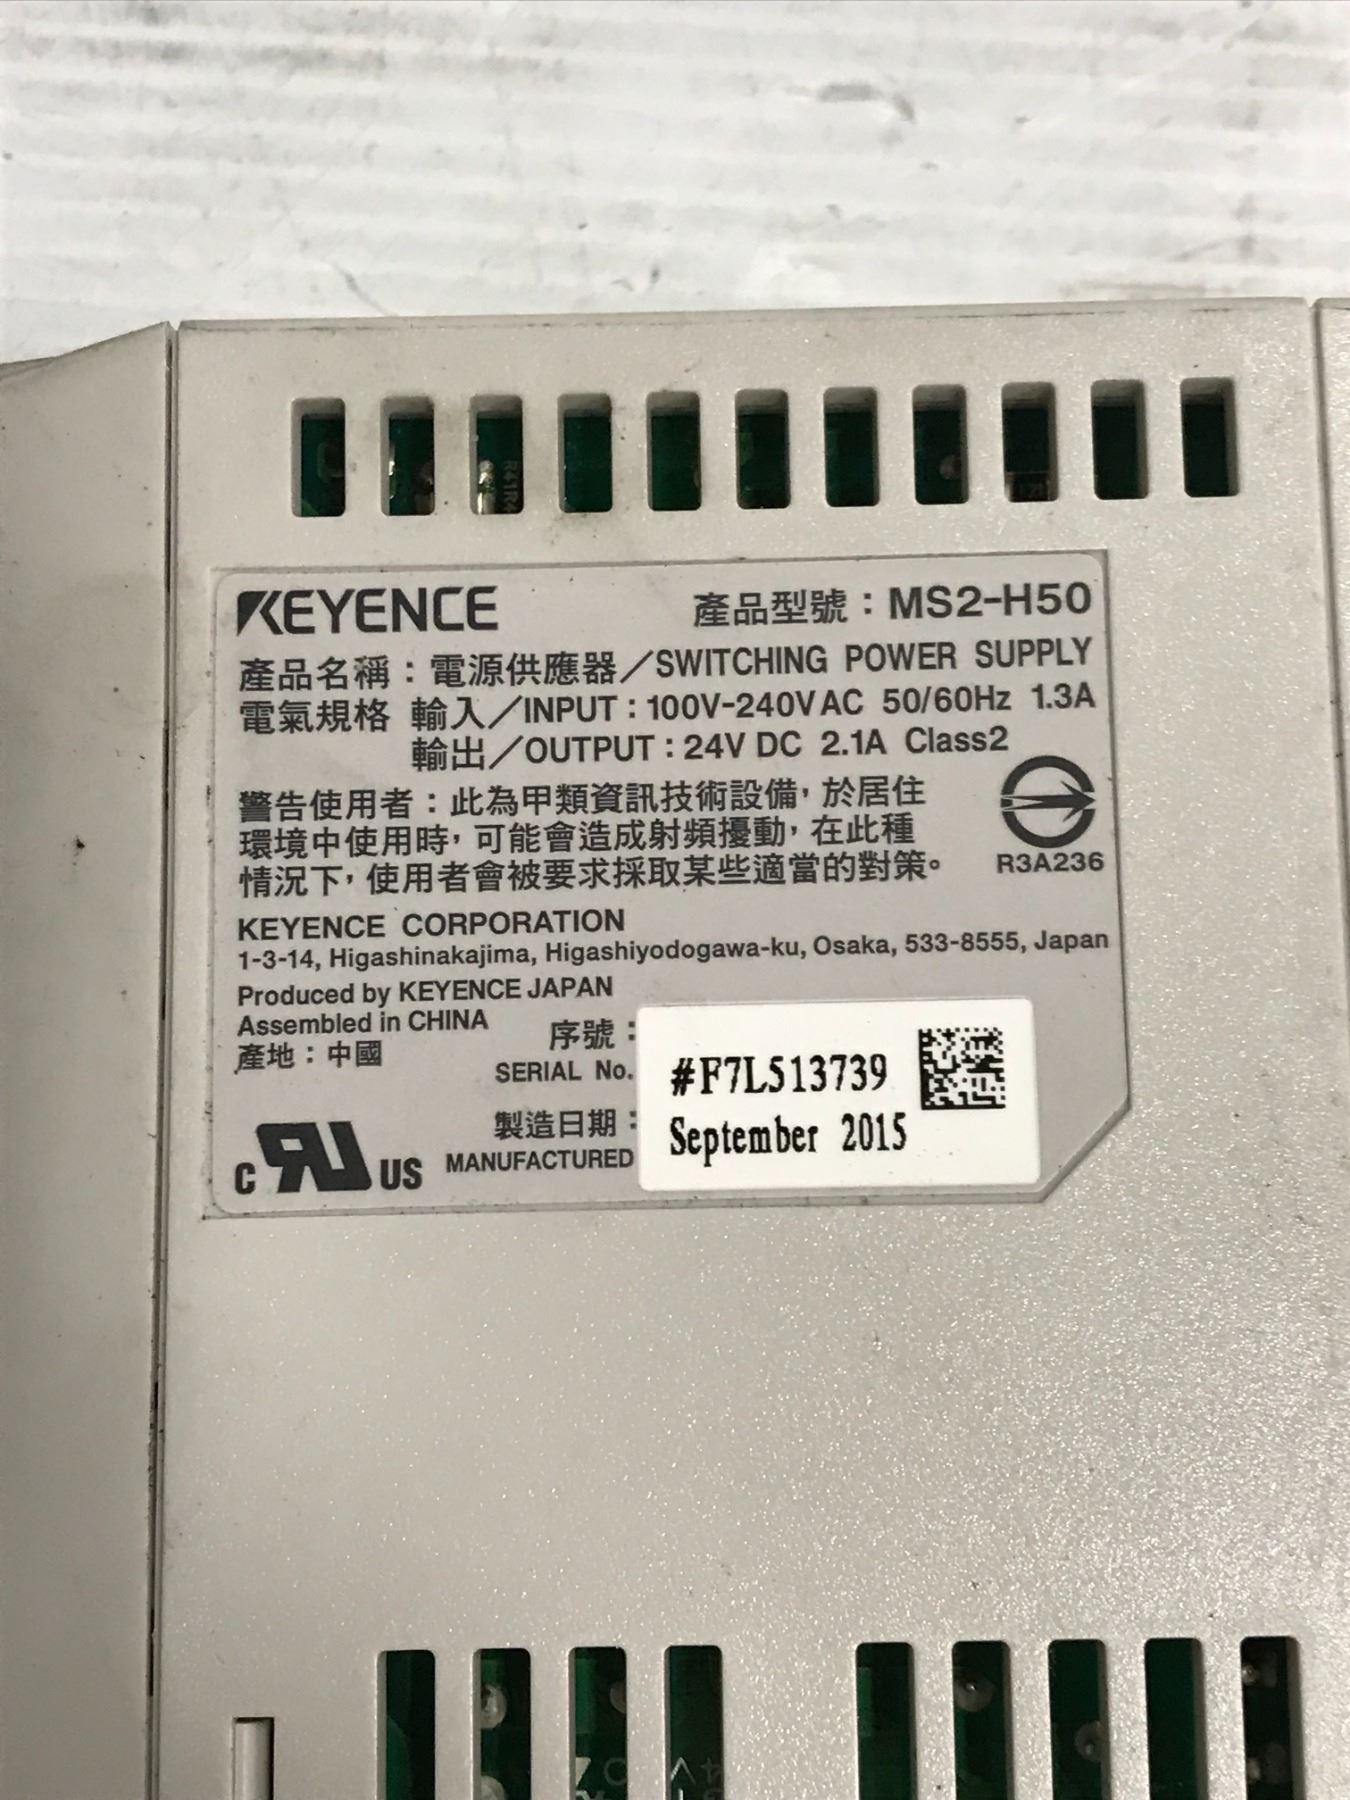 KEYENCE 產品型號：MS2-H50
產品名稱：電源供應器／SWITCHING POWER SUPPLY
電氣規格 輸入／INPUT：100V-240V AC 50/60Hz 1.3A
輸出／OUTPUT：24V DC 2.1A Class2
警告使用者：此為甲類資訊技術設備，於居住
環境中使用時，可能會造成射頻擾動，在此種
情況下，使用者會被要求採取某些適當的對策。
R3A236
KEYENCE CORPORATION
1-3-14, Higashinakajima, Higashiyodogawa-ku, Osaka, 533-8555, Japan
Produced by KEYENCE JAPAN
Assembled in CHINA
產地：中國
序號：
SERIAL No.
#F7L513739
製造日期：
MANUFACTURED
September 2015
C RU US